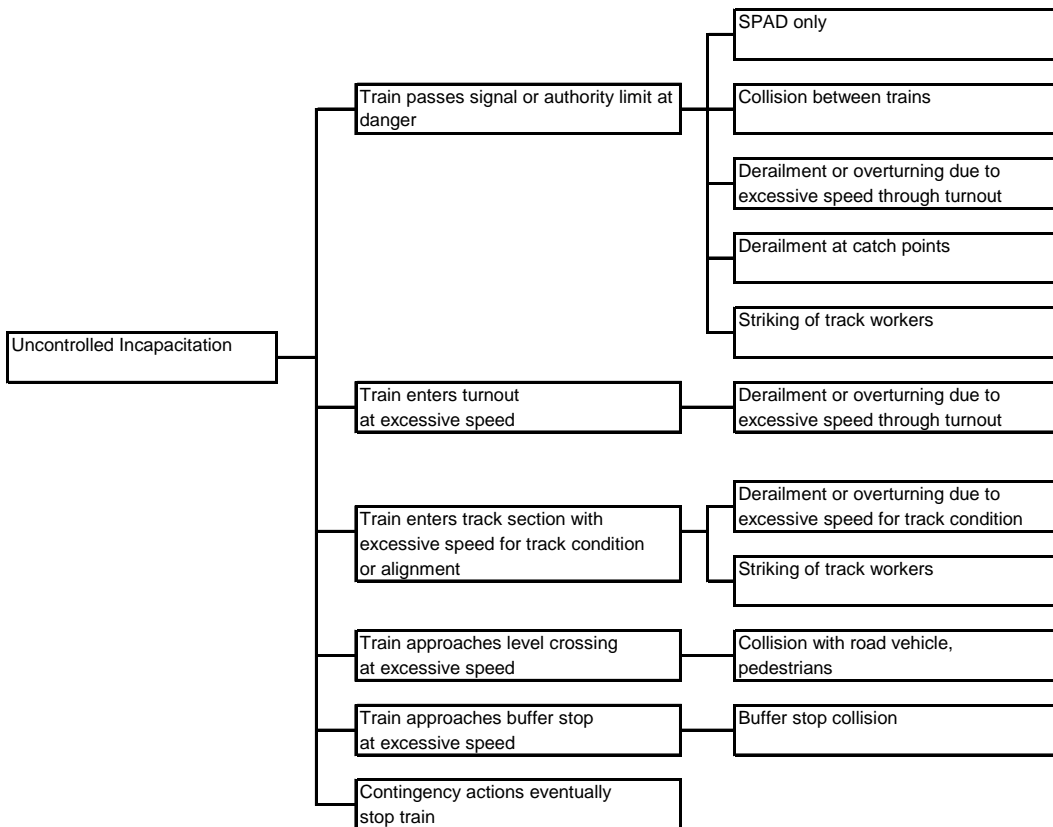 SPAD only
Train passes signal or authority limit at
danger
Collision between trains
Derailment or overturning due to
excessive speed through turnout
Derailment at catch points
Striking of track workers
Uncontrolled Incapacitation
Train enters turnout
at excessive speed
Derailment or overturning due to
excessive speed through turnout
Train enters track section with
excessive speed for track condition
or alignment
Derailment or overturning due to
excessive speed for track condition
Striking of track workers
Train approaches level crossing
at excessive speed
Collision with road vehicle,
pedestrians
Train approaches buffer stop
at excessive speed
Buffer stop collision
Contingency actions eventually
stop train